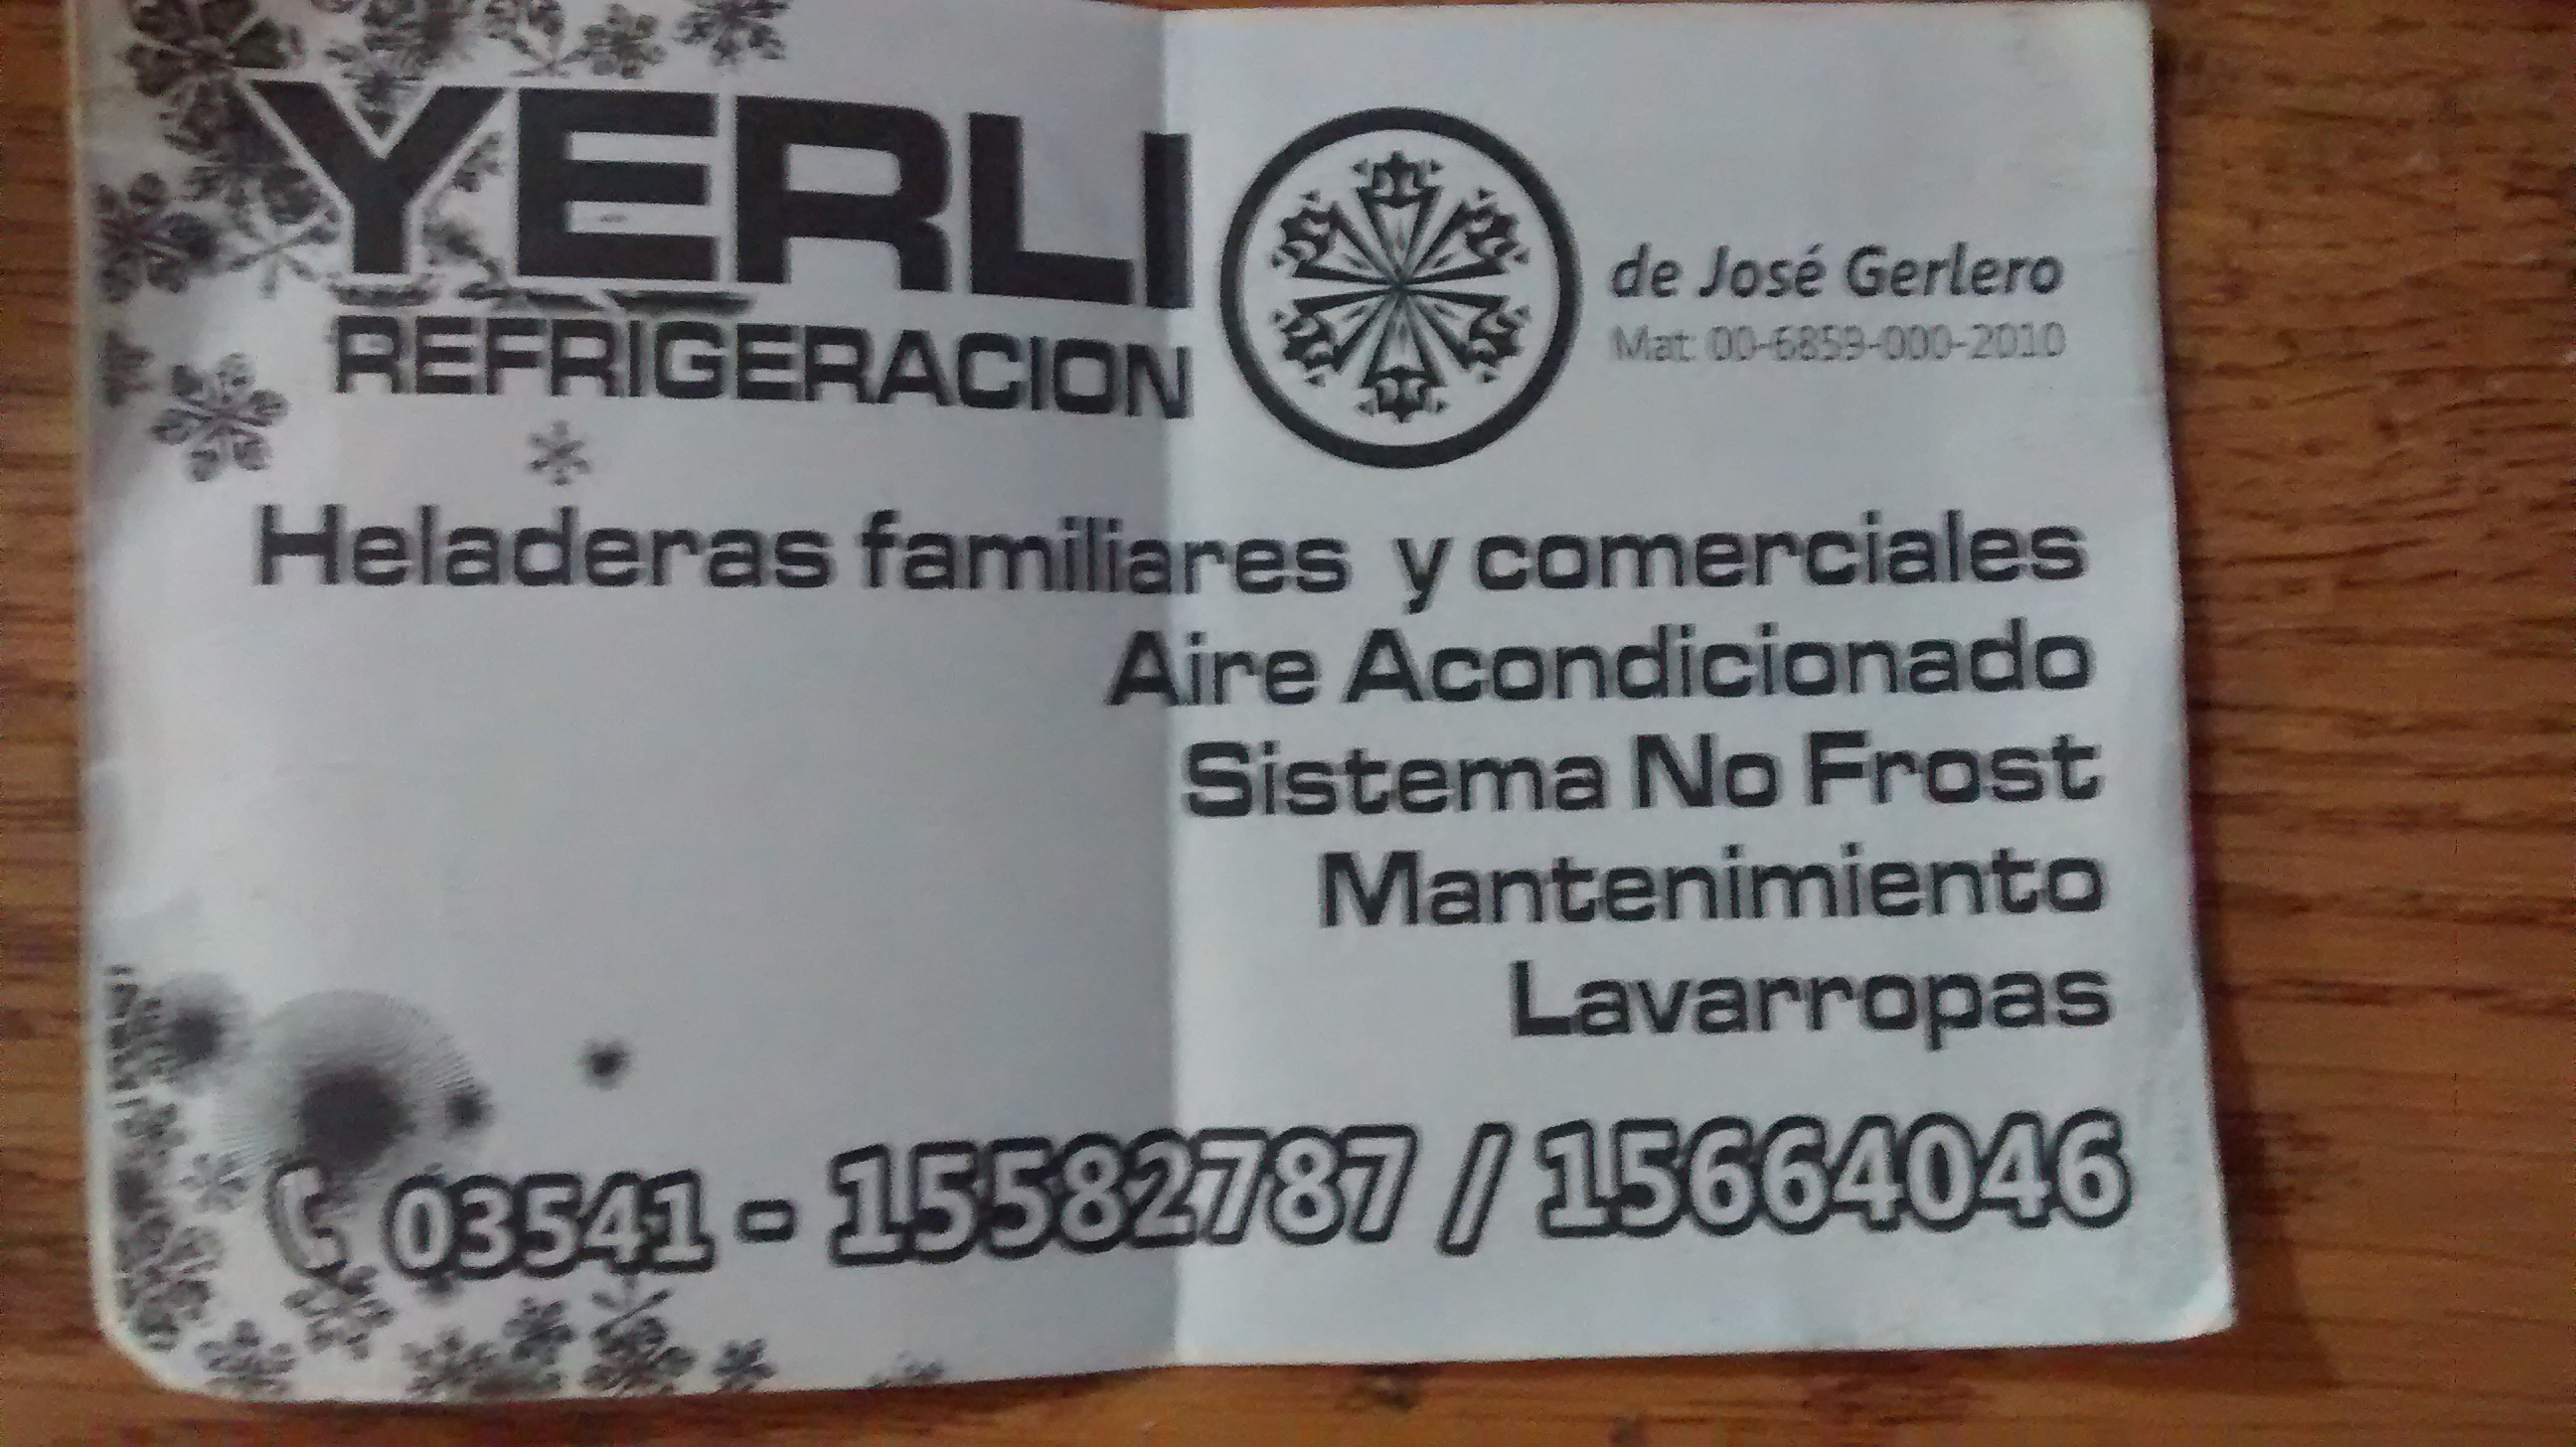 YERLI
REFRIGERACION
de José Gerlero
Mat: 00-6859-000-2010
Heladeras familiares y comerciales
Aire Acondicionado
Sistema No Frost
Mantenimiento
Lavarropas
03541 - 15582787 / 15664046